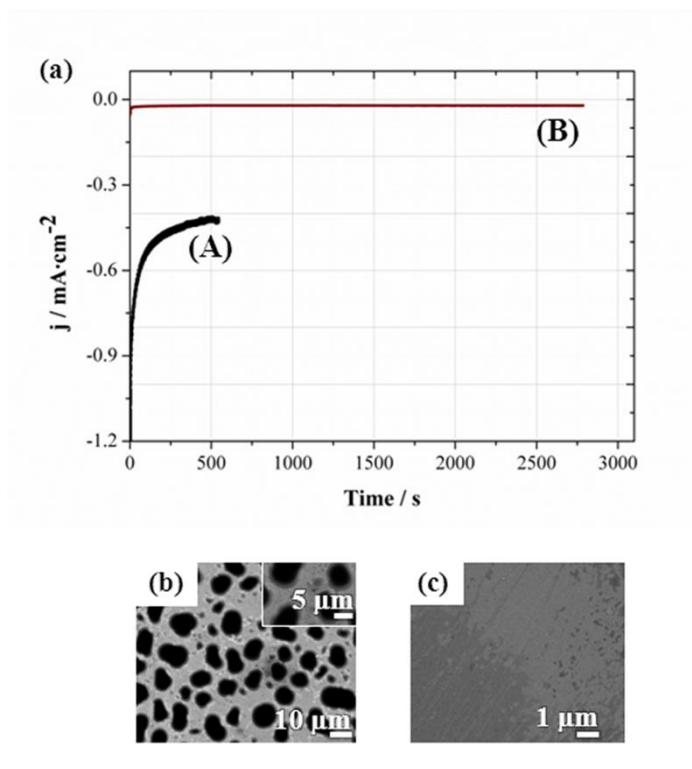 (a)
0.0
(B)
-0.3
(A)
-0.6
-0.9
-1.2
j / mA·cm-2
0 500 1000 1500 2000 2500 3000
Time / s
(b)
5 µm
10 µm
(c)
1 µm